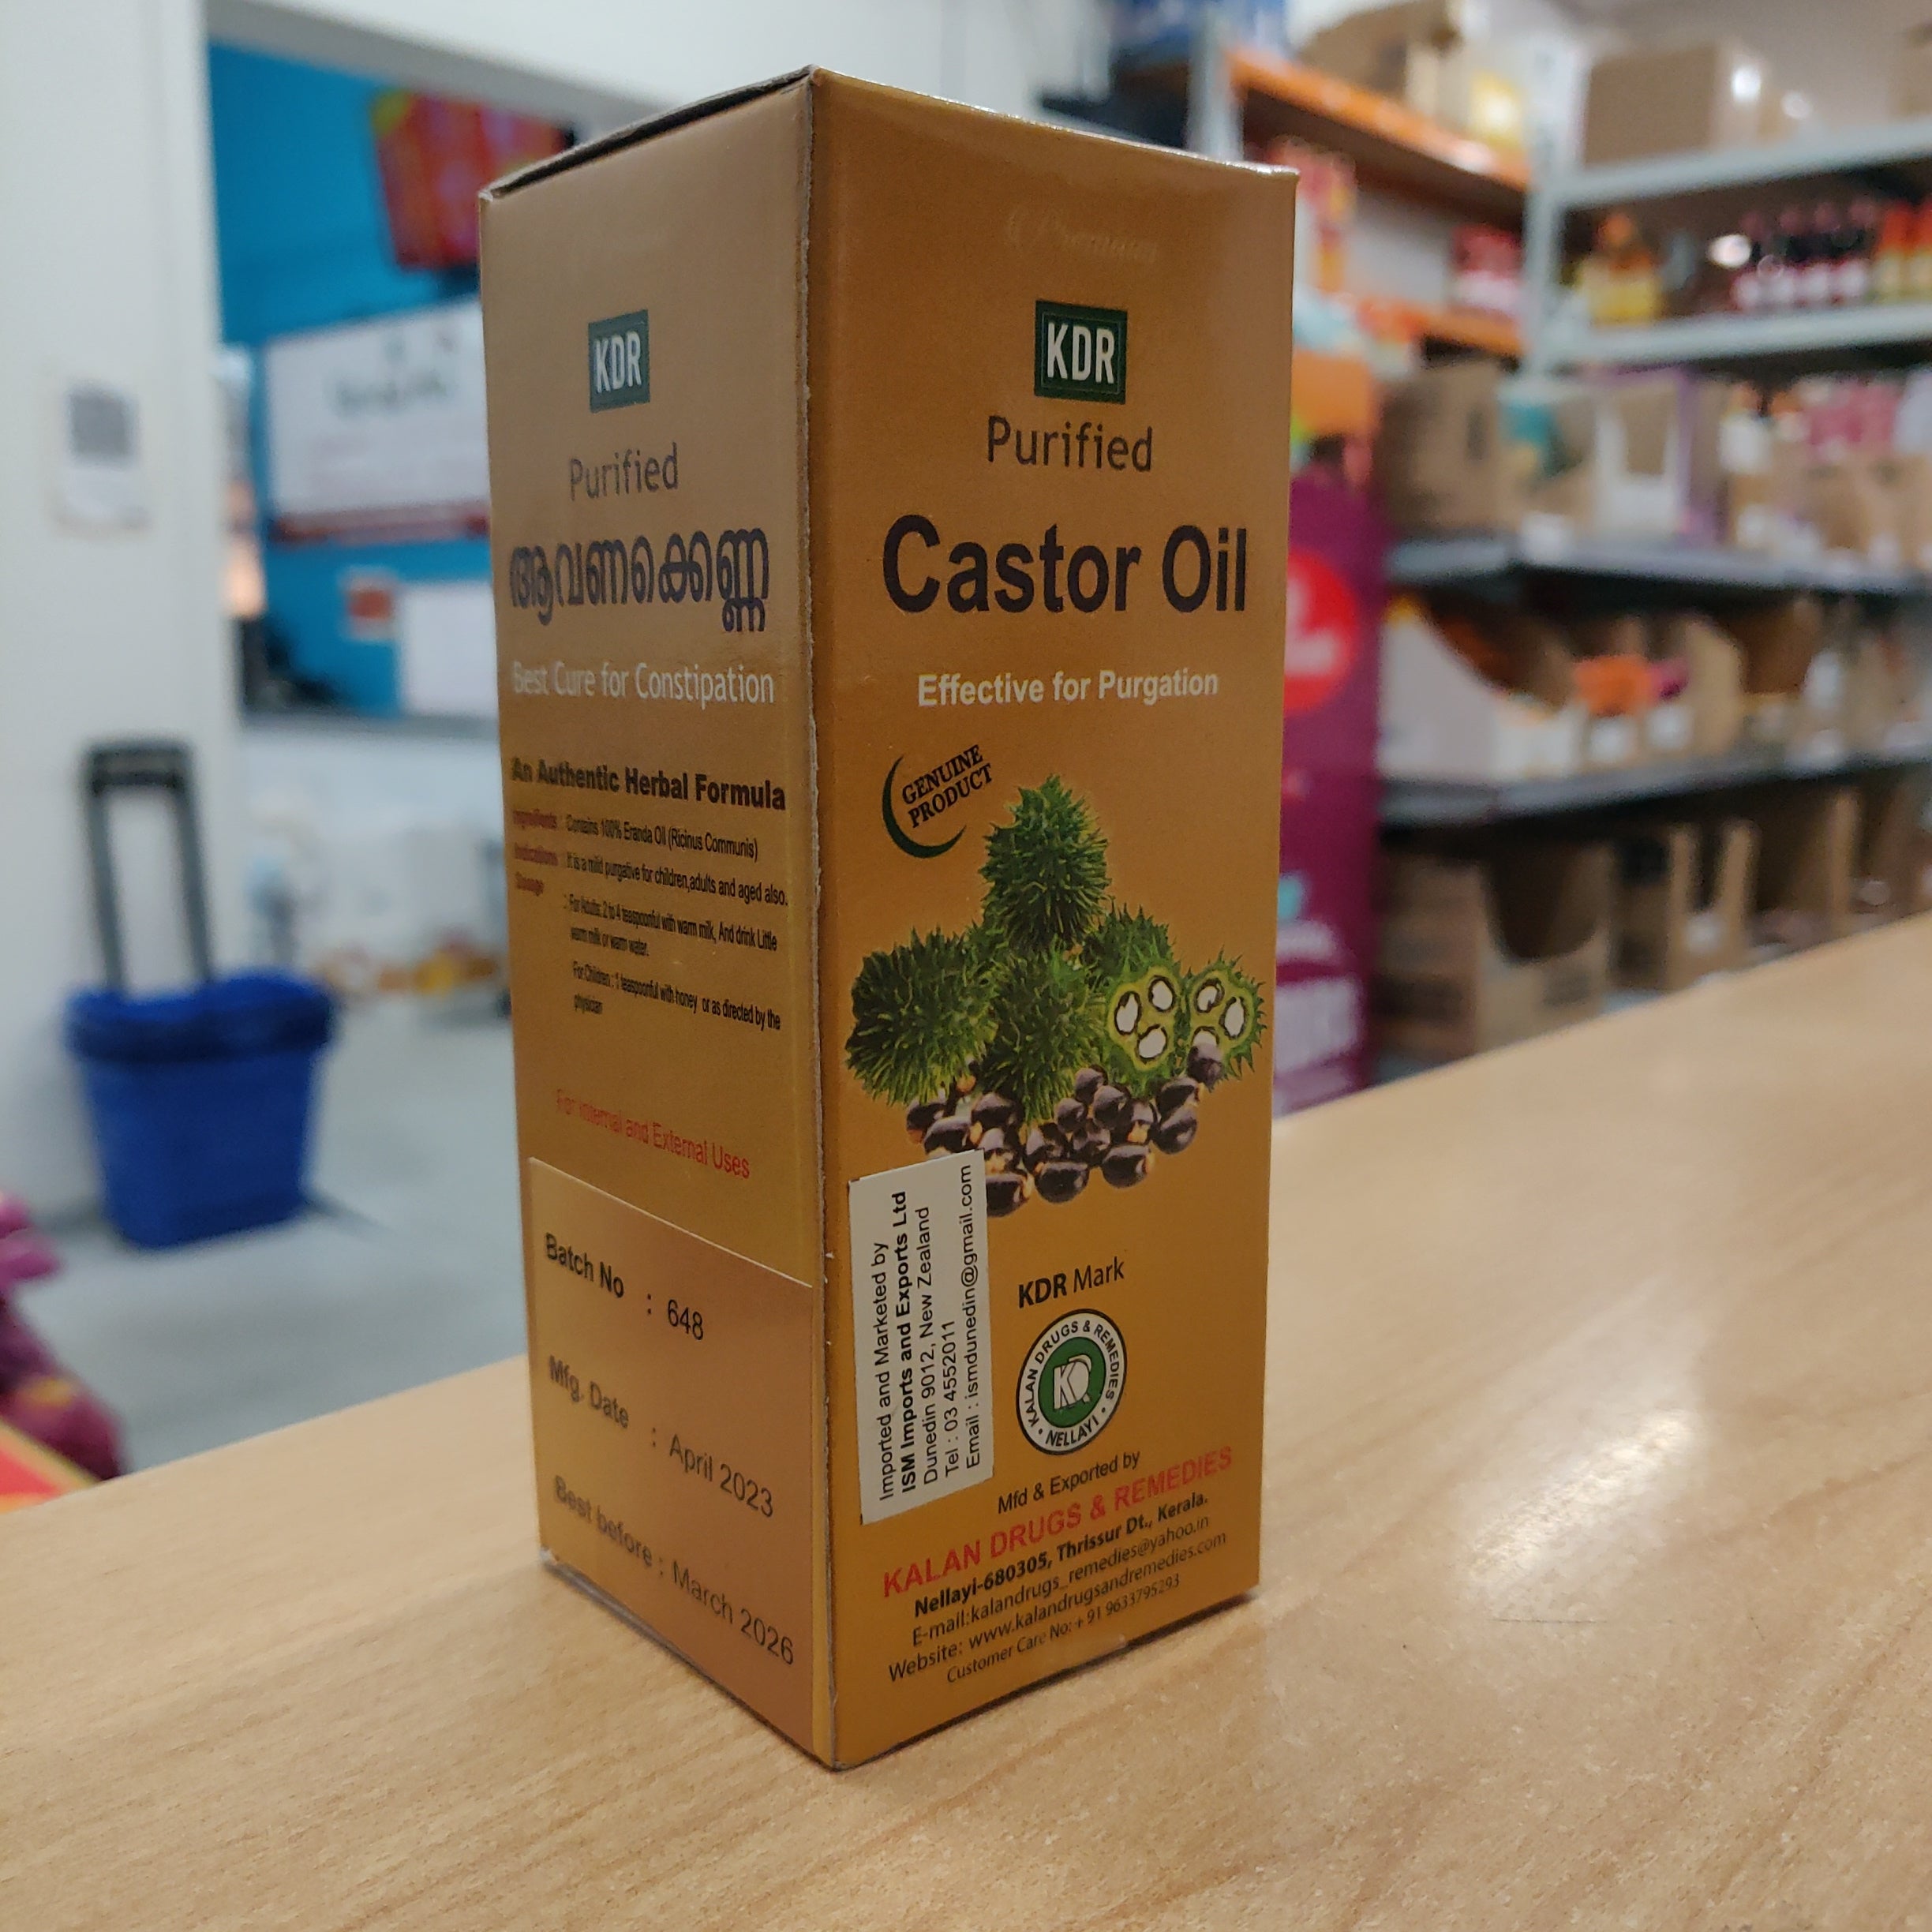 KDR
Purified
ആവണക്കെണ്ണ
Best Cure for Constipation
An Authentic Herbal Formula
Ingredients : Contains 100% Eranda Oil (Ricinus Communis)
Indications : It is a mild purgative for children,adults and aged also.
Dosage
: For Adults: 2 to 4 teaspoonful with warm milk, And drink Little
warm milk or warm water.
For Children : 1 teaspoonful with honey or as directed by the
physician
For Internal and External Uses
Batch No : 648
Mfg. Date : April 2023
Best before : March 2026
KDR
Purified
Castor Oil
Effective for Purgation
GENUINE
PRODUCT
Imported and Marketed by
ISM Imports and Exports Ltd
Dunedin 9012, New Zealand
Tel : 03 4552011
Email : ismdunedin@gmail.com
KDR Mark
KALAN DRUGS & REMEDIES
• NELLAYI •
Mfd & Exported by
KALAN DRUGS & REMEDIES
Nellayi-680305, Thrissur Dt., Kerala.
E-mail:kalandrugs_remedies@yahoo.in
Website: www.kalandrugsandremedies.com
Customer Care No: + 91 9633795293